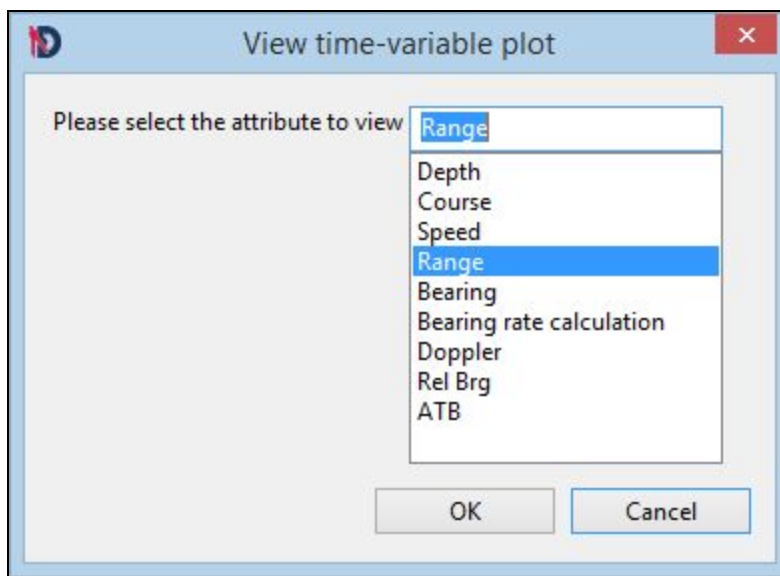 View time-variable plot
Please select the attribute to view Range
Depth
Course
Speed
Range
Bearing
Bearing rate calculation
Doppler
Rel Brg
ATB
OK Cancel